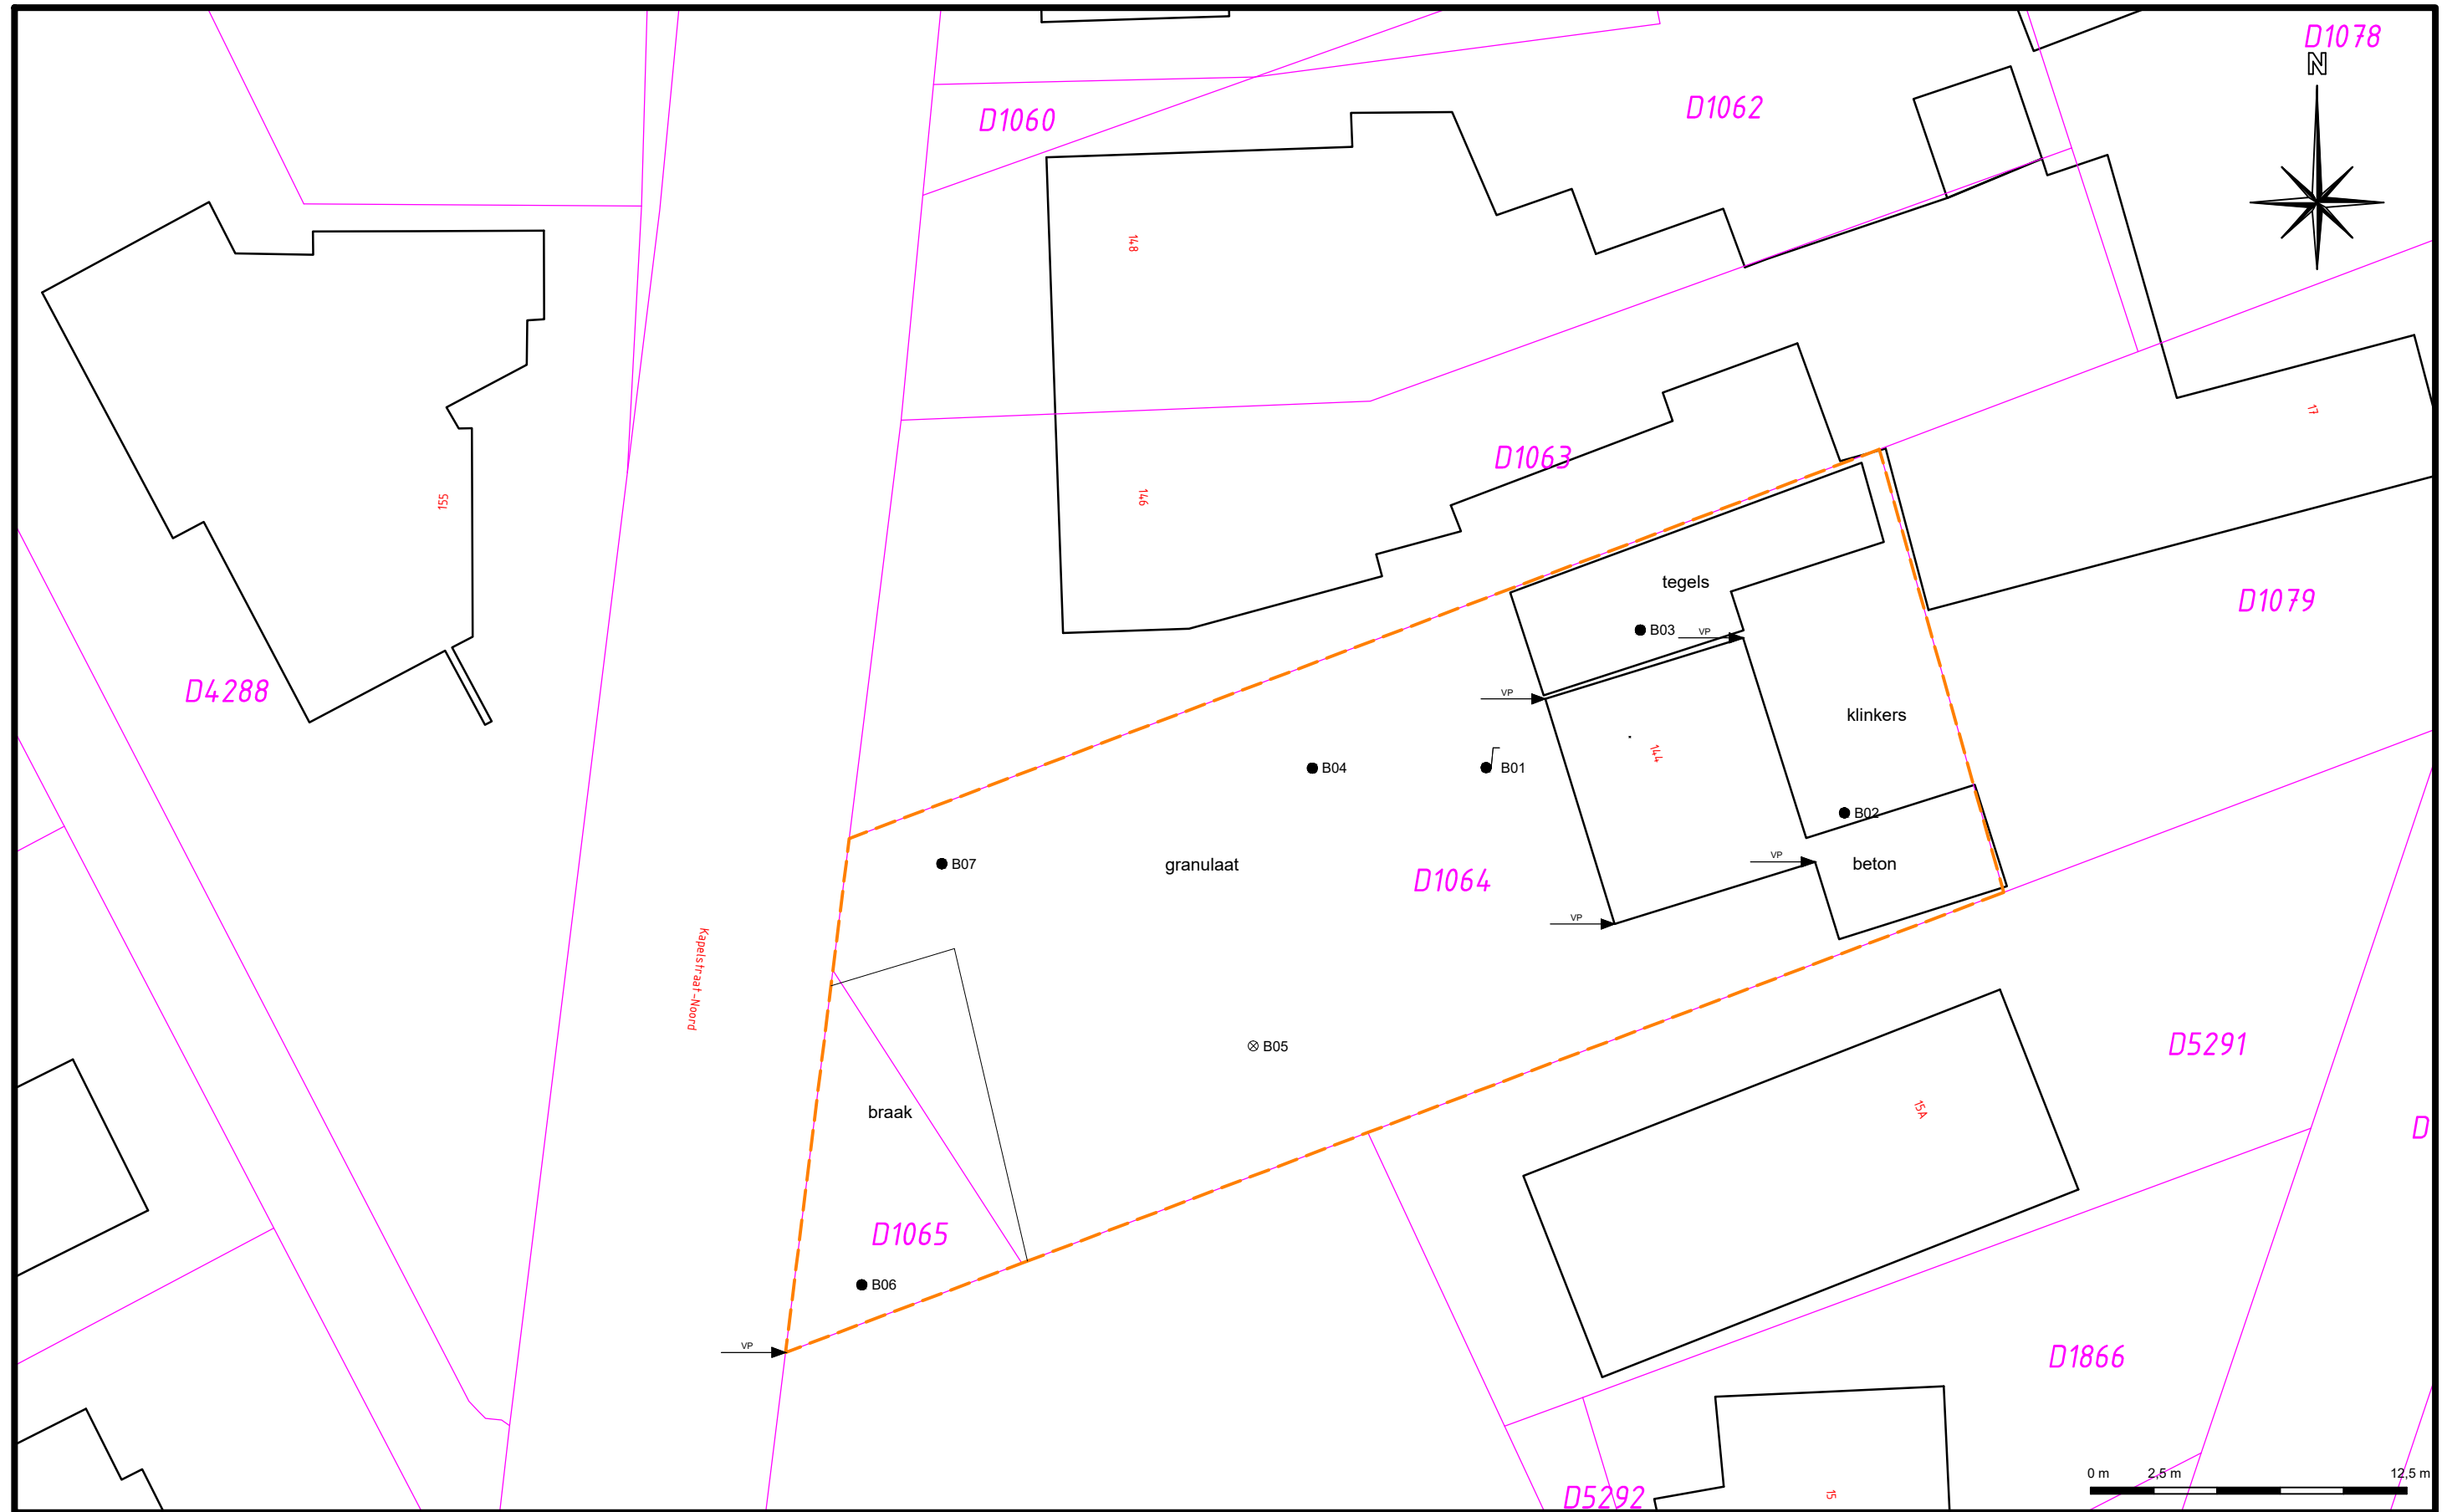 D1078
N
D1062
D1060
148
17
D1063
146
155
tegels
D1079
B03
VP
D4288
VP
klinkers
144
B04
B01
B02
VP
beton
B07
granulaat
D1064
VP
Kapelstraat-Noord
D5291
B05
15A
braak
D
D1065
B06
VP
D1866
0 m
2,5 m
12,5 m
D5292
15